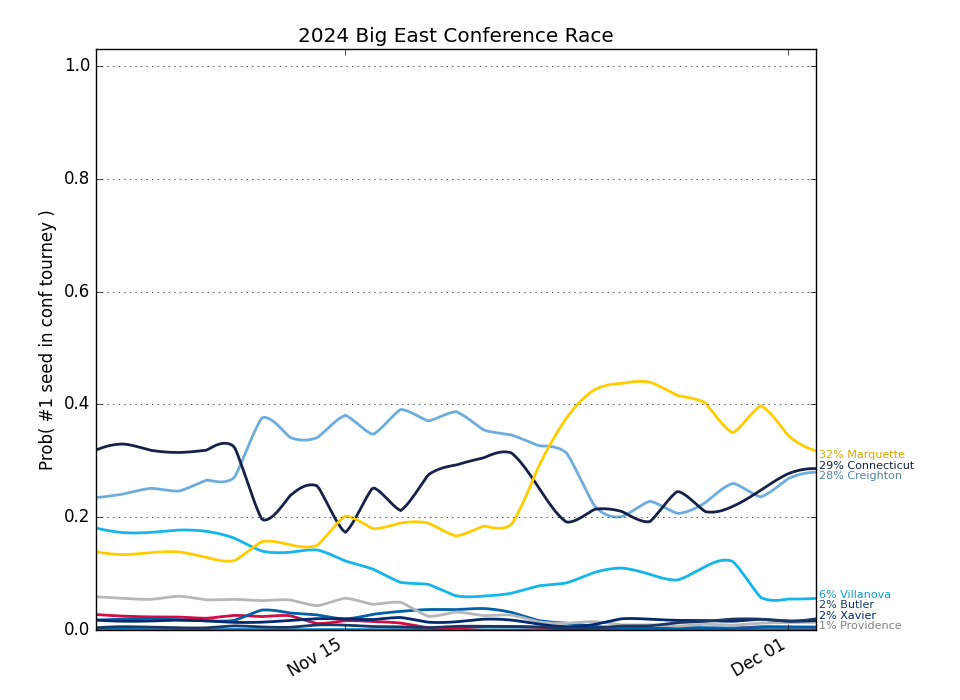 2024 Big East Conference Race
Prob( #1 seed in conf tourney )
1.0
0.8
0.6
0.4
0.2
0.0
Nov 15
Dec 01
32% Marquette
29% Connecticut
28% Creighton
6% Villanova
2% Butler
2% Xavier
1% Providence